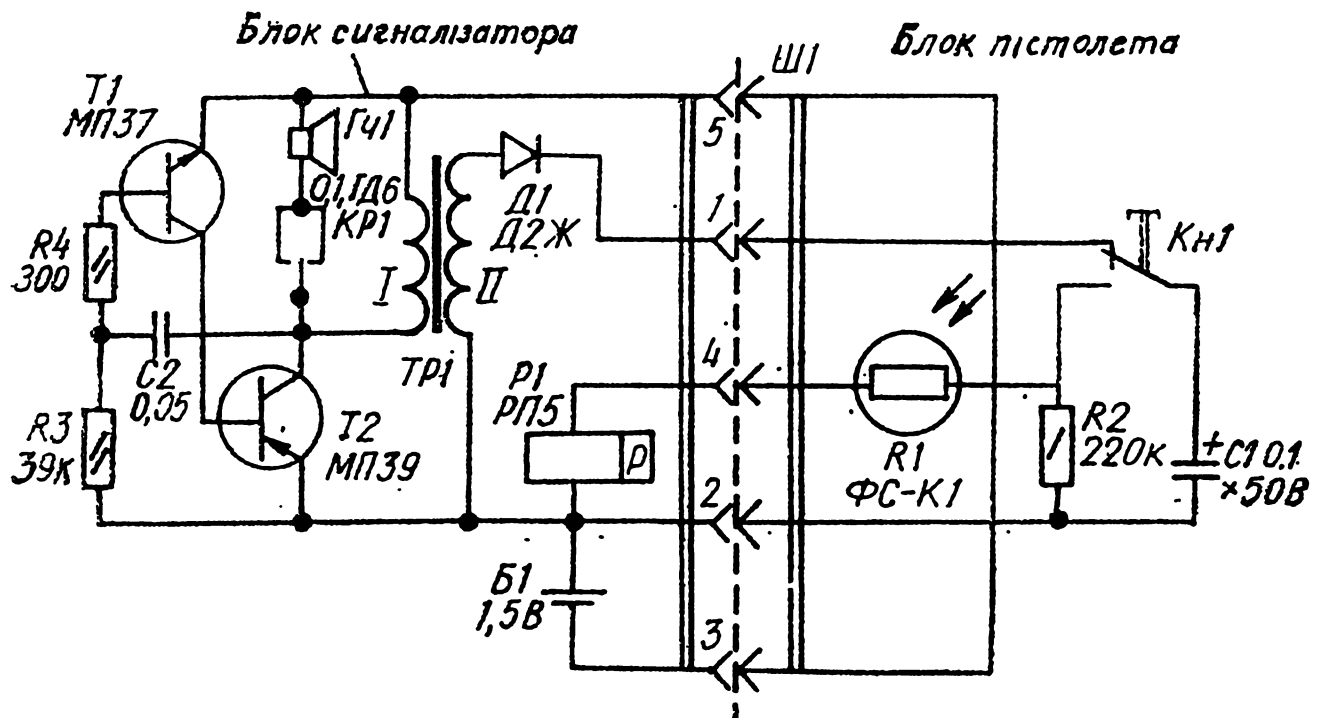 Блок сигналізатора
Блок пістолета
Ш1
Т1
МП37
Гч1
0,1ГД6
КР1
R4
300
I
II
Д1
Д2Ж
ТР1
5
1
4
2
3
Кн1
С2
0,05
R3
39к
Т2
МП39
Р1
РП5
Р
R1
ФС-К1
R2
220к
+
С1 0.1
×50В
Б1
1,5В